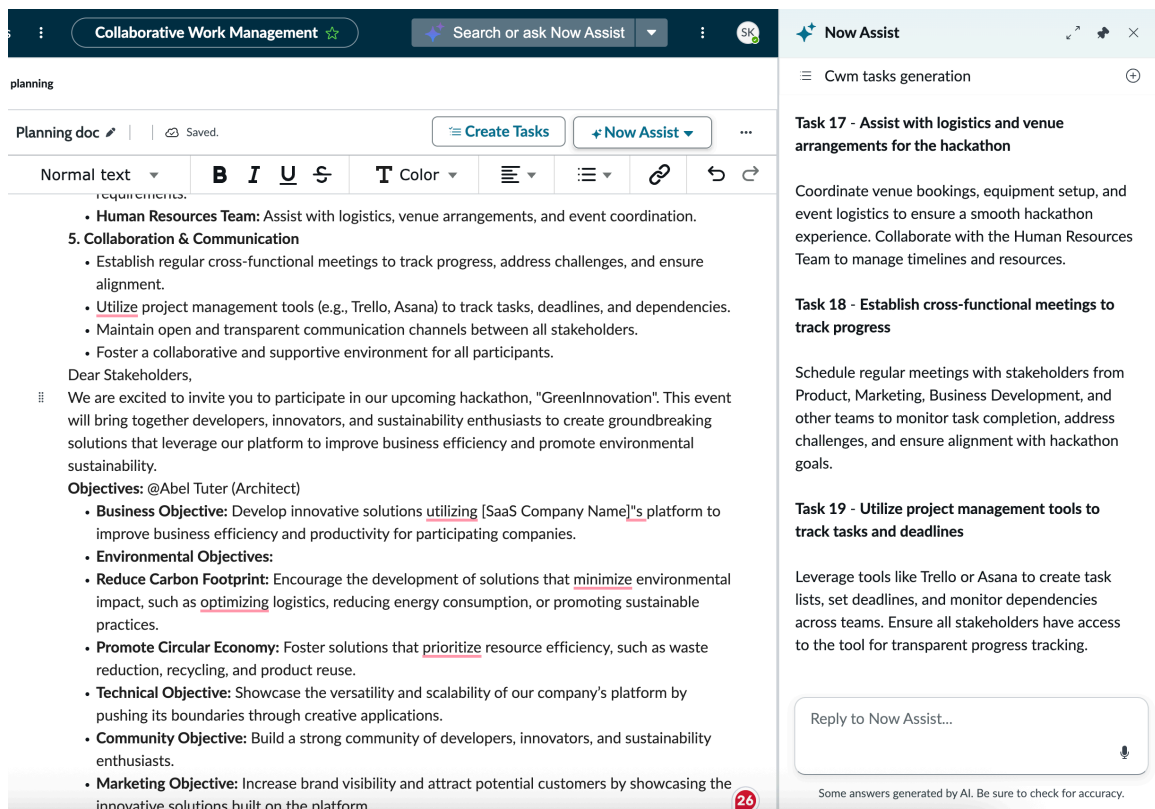 Collaborative Work Management
Search or ask Now Assist
SK
planning
Planning doc
Saved.
Create Tasks
Now Assist
Normal text
B I U S T Color
requirements.
• Human Resources Team: Assist with logistics, venue arrangements, and event coordination.
5. Collaboration & Communication
• Establish regular cross-functional meetings to track progress, address challenges, and ensure
alignment.
• Utilize project management tools (e.g., Trello, Asana) to track tasks, deadlines, and dependencies.
• Maintain open and transparent communication channels between all stakeholders.
• Foster a collaborative and supportive environment for all participants.
Dear Stakeholders,
We are excited to invite you to participate in our upcoming hackathon, "GreenInnovation". This event
will bring together developers, innovators, and sustainability enthusiasts to create groundbreaking
solutions that leverage our platform to improve business efficiency and promote environmental
sustainability.
Objectives: @Abel Tuter (Architect)
• Business Objective: Develop innovative solutions utilizing [SaaS Company Name]"s platform to
improve business efficiency and productivity for participating companies.
• Environmental Objectives:
• Reduce Carbon Footprint: Encourage the development of solutions that minimize environmental
impact, such as optimizing logistics, reducing energy consumption, or promoting sustainable
practices.
• Promote Circular Economy: Foster solutions that prioritize resource efficiency, such as waste
reduction, recycling, and product reuse.
• Technical Objective: Showcase the versatility and scalability of our company’s platform by
pushing its boundaries through creative applications.
• Community Objective: Build a strong community of developers, innovators, and sustainability
enthusiasts.
• Marketing Objective: Increase brand visibility and attract potential customers by showcasing the
innovative solutions built on the platform.
26
Now Assist
Cwm tasks generation
Task 17 - Assist with logistics and venue
arrangements for the hackathon
Coordinate venue bookings, equipment setup, and
event logistics to ensure a smooth hackathon
experience. Collaborate with the Human Resources
Team to manage timelines and resources.
Task 18 - Establish cross-functional meetings to
track progress
Schedule regular meetings with stakeholders from
Product, Marketing, Business Development, and
other teams to monitor task completion, address
challenges, and ensure alignment with hackathon
goals.
Task 19 - Utilize project management tools to
track tasks and deadlines
Leverage tools like Trello or Asana to create task
lists, set deadlines, and monitor dependencies
across teams. Ensure all stakeholders have access
to the tool for transparent progress tracking.
Reply to Now Assist...
Some answers generated by AI. Be sure to check for accuracy.